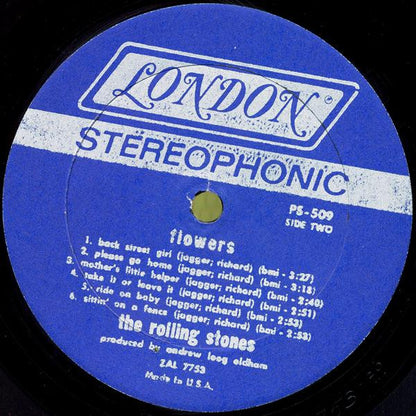 LONDON
STEREOPHONIC
PS-509
SIDE TWO
flowers
1. back street girl (jagger; richard) (bmi - 3:27)
2. please go home (jagger; richard) (bmi - 3:18)
3. mother's little helper (jagger; richard) (bmi - 2:40)
4. take it or leave it (jagger; richard) (bmi - 2:51)
5. ride on baby (jagger; richard) (bmi - 2:53)
6. sittin' on a fence (jagger; richard) (bmi - 2:53)
the rolling stones
produced by andrew loog oldham
ZAL 7753
Made in U.S.A.